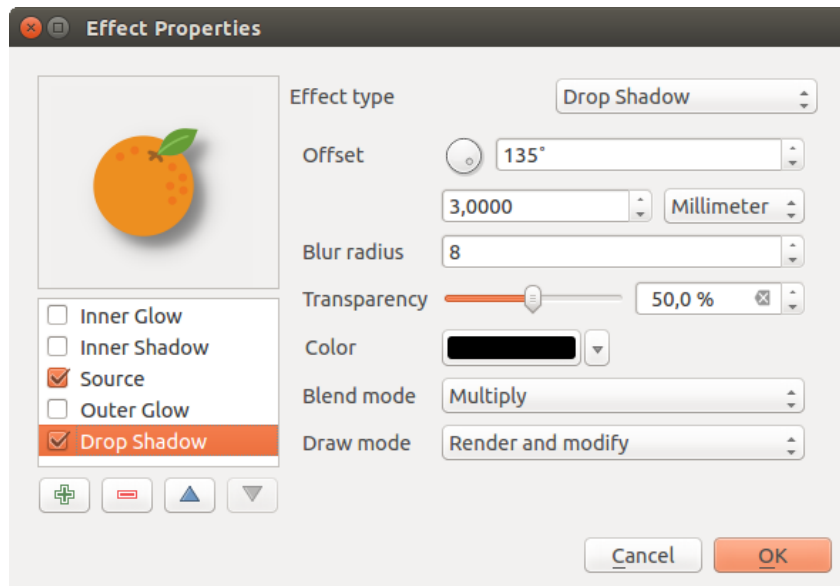 Effect Properties
Effect type
Drop Shadow
Offset
135˚
3,0000
Millimeter
Blur radius
8
Transparency
50,0 %
Color
Blend mode
Multiply
Draw mode
Render and modify
Inner Glow
Inner Shadow
Source
Outer Glow
Drop Shadow
Cancel
OK